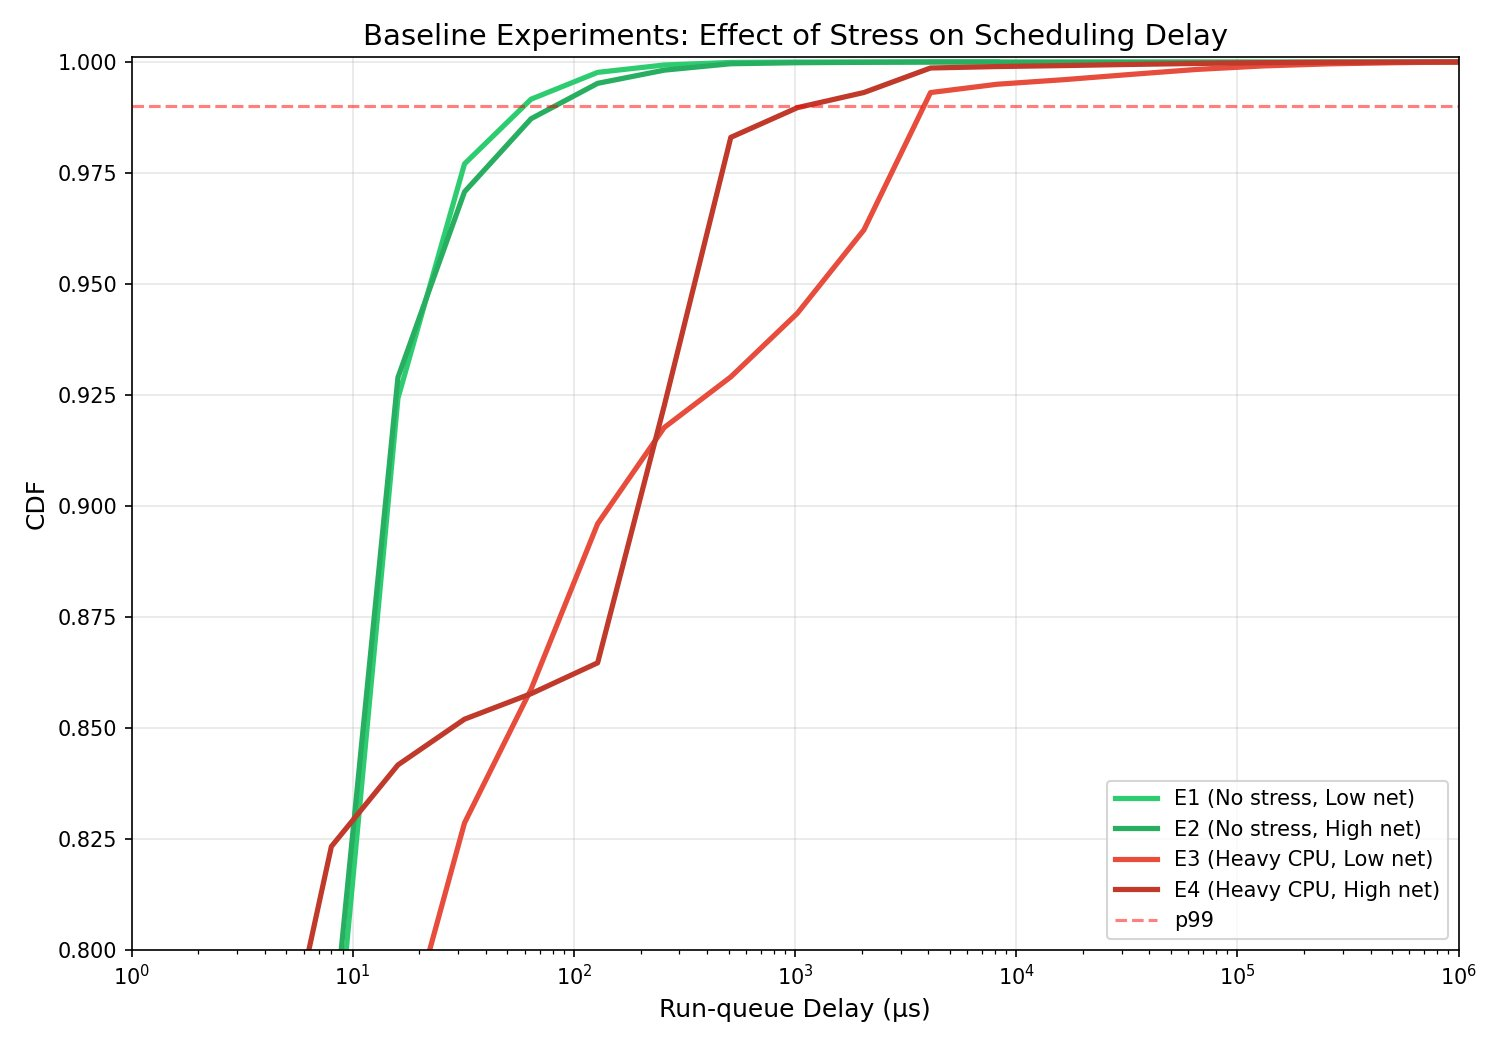 Baseline Experiments: Effect of Stress on Scheduling Delay
CDF
1.000
0.975
0.950
0.925
0.900
0.875
0.850
0.825
0.800
10⁰ 10¹ 10² 10³ 10⁴ 10⁵ 10⁶
Run-queue Delay (µs)
E1 (No stress, Low net)
E2 (No stress, High net)
E3 (Heavy CPU, Low net)
E4 (Heavy CPU, High net)
p99